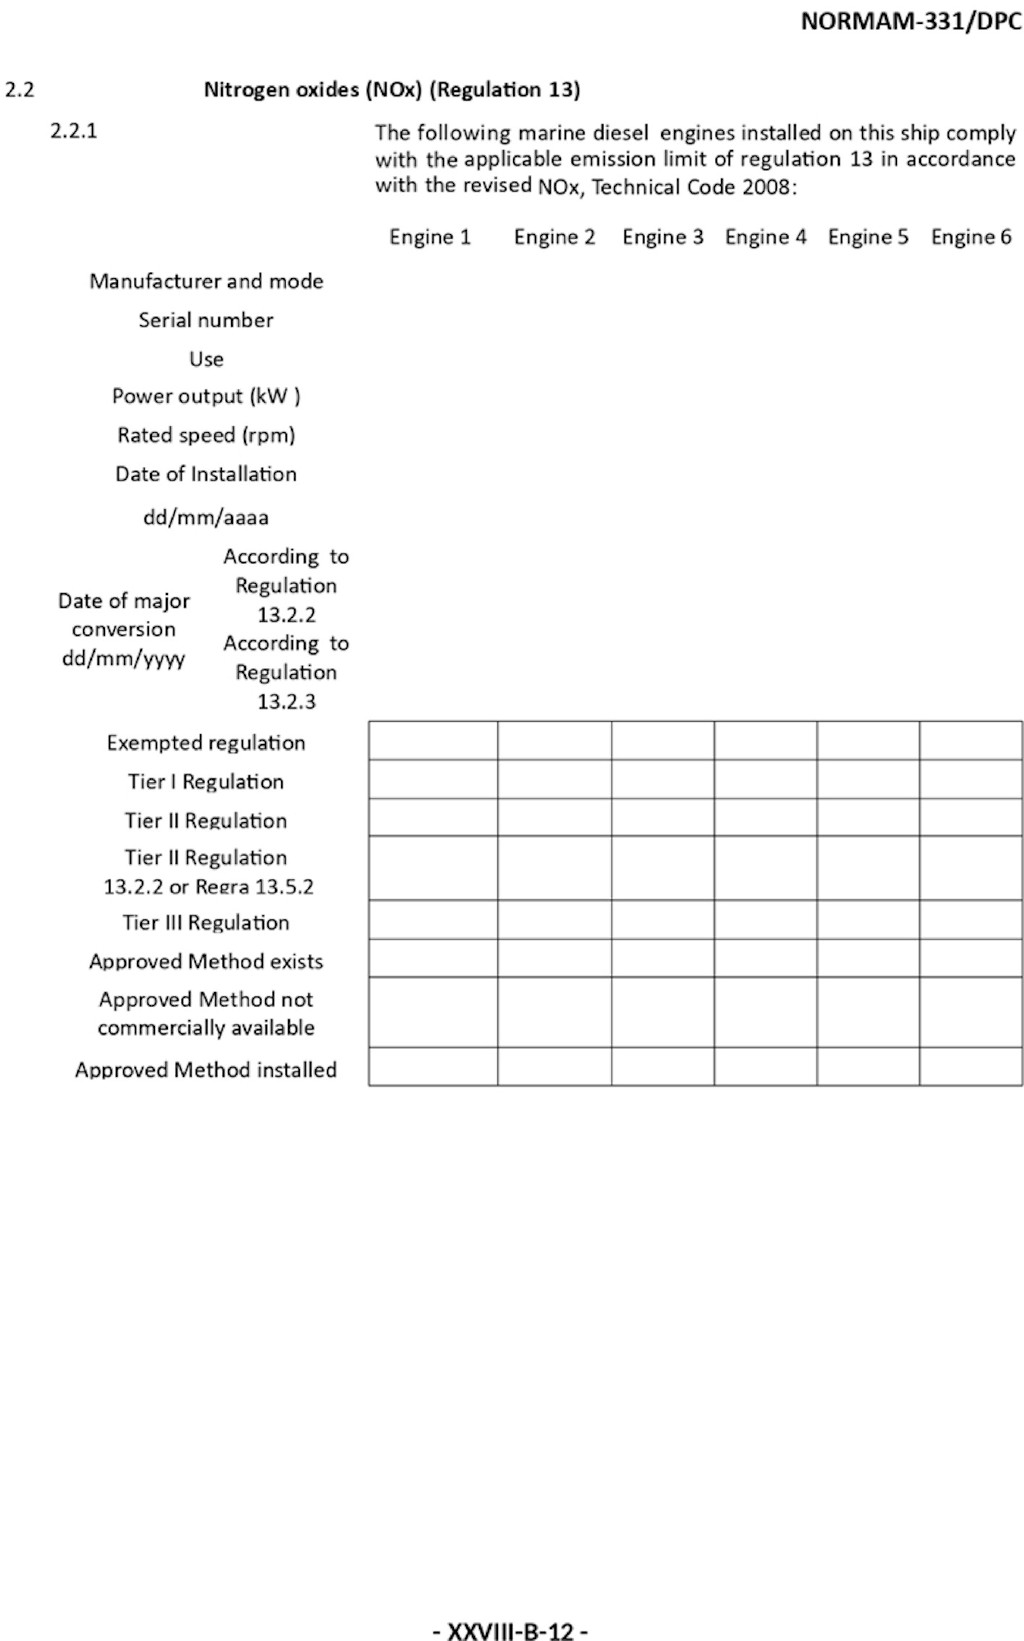 NORMAM-331/DPC
2.2 Nitrogen oxides (NOx) (Regulation 13)
2.2.1 The following marine diesel engines installed on this ship comply
with the applicable emission limit of regulation 13 in accordance
with the revised NOx, Technical Code 2008:
Engine 1 Engine 2 Engine 3 Engine 4 Engine 5 Engine 6
Manufacturer and mode
Serial number
Use
Power output (kW )
Rated speed (rpm)
Date of Installation
dd/mm/aaaa
Date of major
conversion
dd/mm/yyyy
According to
Regulation
13.2.2
According to
Regulation
13.2.3
Exempted regulation
Tier I Regulation
Tier II Regulation
Tier II Regulation
13.2.2 or Regra 13.5.2
Tier III Regulation
Approved Method exists
Approved Method not
commercially available
Approved Method installed
- XXVIII-B-12 -